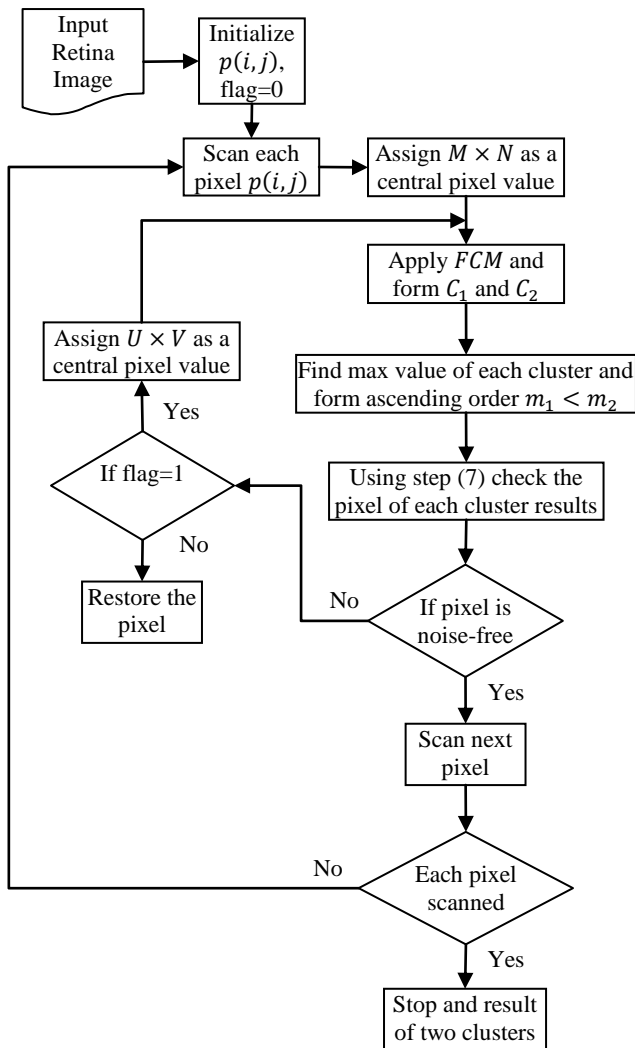 Input
Retina
Image
Initialize
p(i,j),
flag=0
Scan each
pixel p(i,j)
Assign M × N as a
central pixel value
Apply FCM and
form C₁ and C₂
Assign U × V as a
central pixel value
Find max value of each cluster and
form ascending order m₁ < m₂
Yes
If flag=1
Using step (7) check the
pixel of each cluster results
No
Restore the
pixel
No
If pixel is
noise-free
Yes
Scan next
pixel
No
Each pixel
scanned
Yes
Stop and result
of two clusters